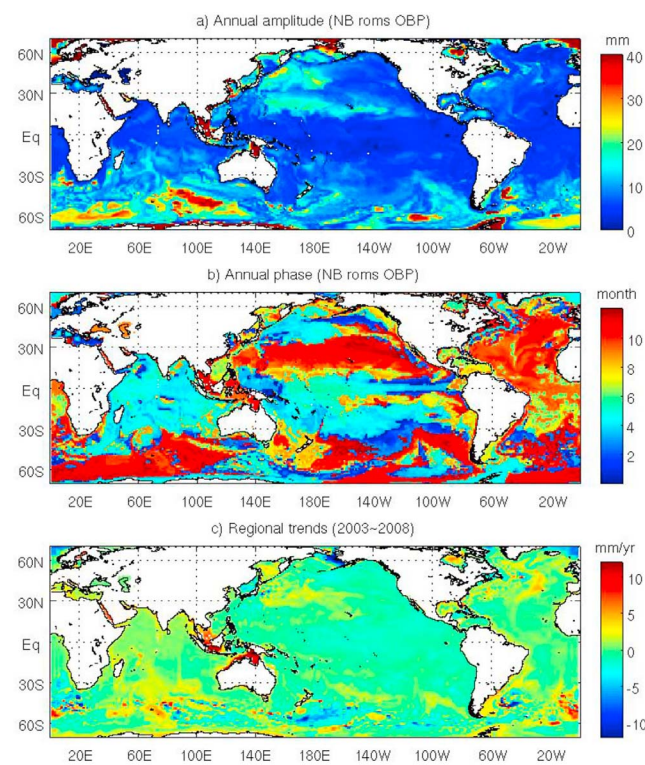 a) Annual amplitude (NB roms OBP)
mm
60N
30N
Eq
30S
60S
40
30
20
10
0
20E 60E 100E 140E 180W 140W 100W 60W 20W
b) Annual phase (NB roms OBP)
month
60N
30N
Eq
30S
60S
10
8
6
4
2
20E 60E 100E 140E 180W 140W 100W 60W 20W
c) Regional trends (2003~2008)
mm/yr
60N
30N
Eq
30S
60S
10
5
0
-5
-10
20E 60E 100E 140E 180W 140W 100W 60W 20W